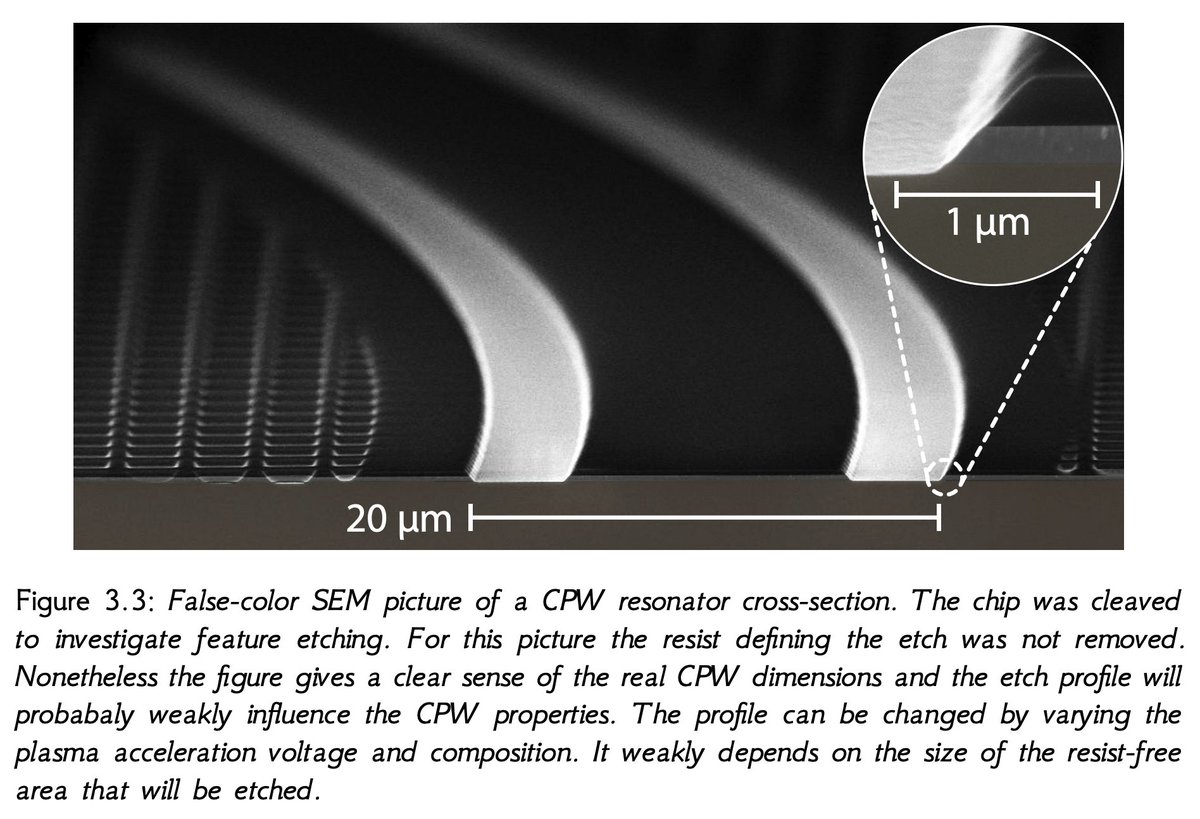 1 μm
20 μm
Figure 3.3: False-color SEM picture of a CPW resonator cross-section. The chip was cleaved
to investigate feature etching. For this picture the resist defining the etch was not removed.
Nonetheless the figure gives a clear sense of the real CPW dimensions and the etch profile will
probabaly weakly influence the CPW properties. The profile can be changed by varying the
plasma acceleration voltage and composition. It weakly depends on the size of the resist-free
area that will be etched.